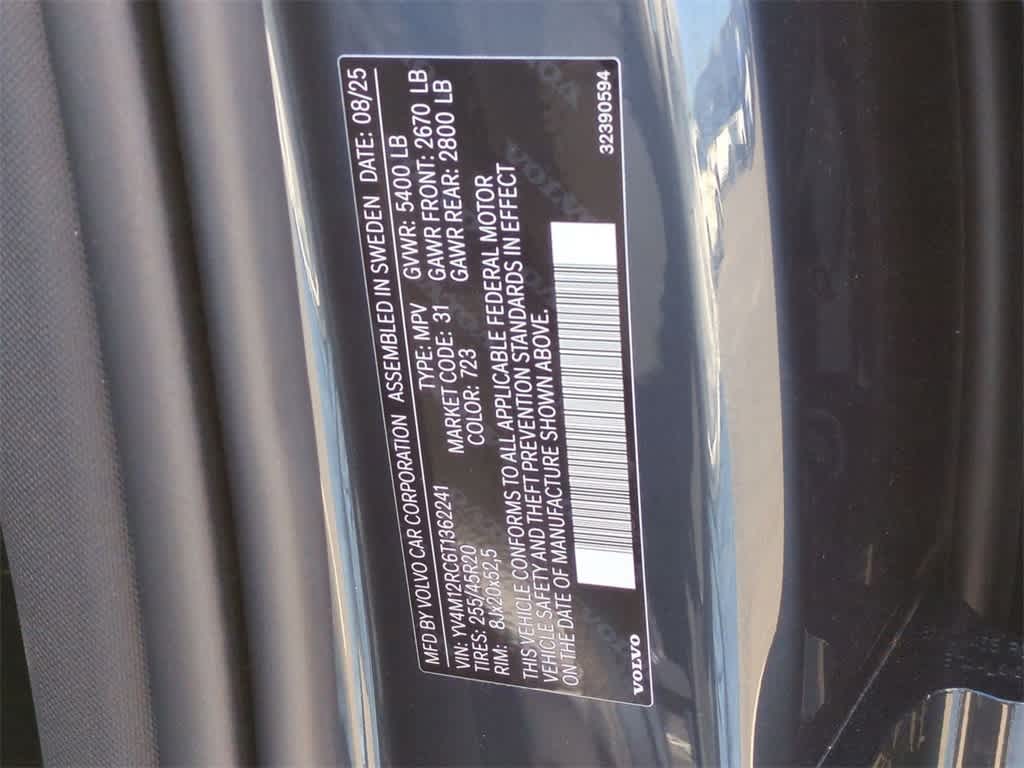 MFD BY VOLVO CAR CORPORATION ASSEMBLED IN SWEDEN DATE: 08/25
VIN: YV4M12RC6T1362241 TYPE: MPV GVWR: 5400 LB
TIRES: 255/45R20 MARKET CODE: 31 GAWR FRONT: 2670 LB
RIM: 8Jx20x52,5 COLOR: 723 GAWR REAR: 2800 LB
THIS VEHICLE CONFORMS TO ALL APPLICABLE FEDERAL MOTOR
VEHICLE SAFETY AND THEFT PREVENTION STANDARDS IN EFFECT
ON THE DATE OF MANUFACTURE SHOWN ABOVE.
VOLVO 32390594